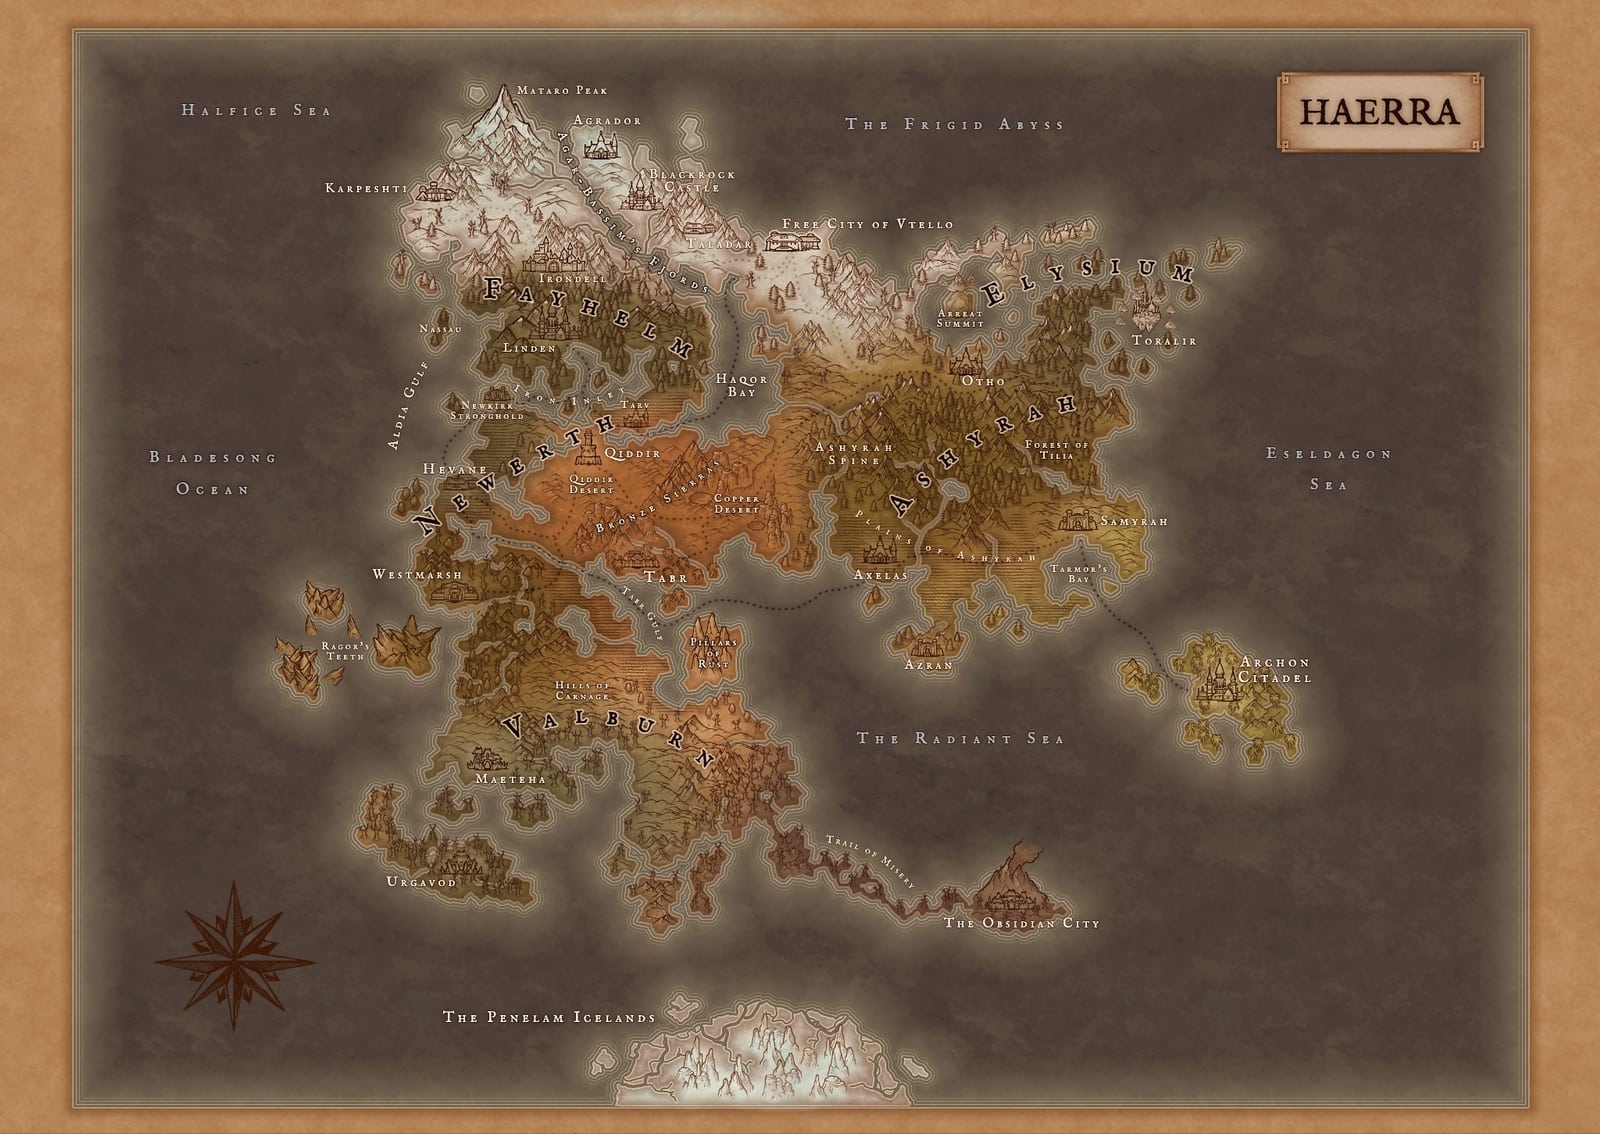 HAERRA
Halfice Sea
Mataro Peak
Agrador
The Frigid Abyss
Karpeshti
Blackrock
Castle
Agar-Bassim's Fjords
Taladar
Free City of Vtello
Irondell
Fayhelm
Elysium
Arreat
Summit
Toralir
Nassau
Linden
Aldia Gulf
Haqor
Bay
Otho
Iron Inlet
Newkirk
Stronghold
Tarv
Newerth
Ashyrah
Qiddir
Ashyrah
Spine
Forest of
Tilia
Bladesong
Ocean
Eseldagon
Sea
Hevane
Qiddir
Desert
Bronze Sierras
Copper
Desert
Plains of Ashyrah
Samyrah
Westmarsh
Tabr
Axelas
Tarmor's
Bay
Tabr Gulf
Ragor's
Teeth
Pillars
of
Rust
Azran
Archon
Citadel
Hills of
Carnage
Valburn
The Radiant Sea
Maeteha
Trail of Misery
Urgavod
The Obsidian City
The Penelam Icelands